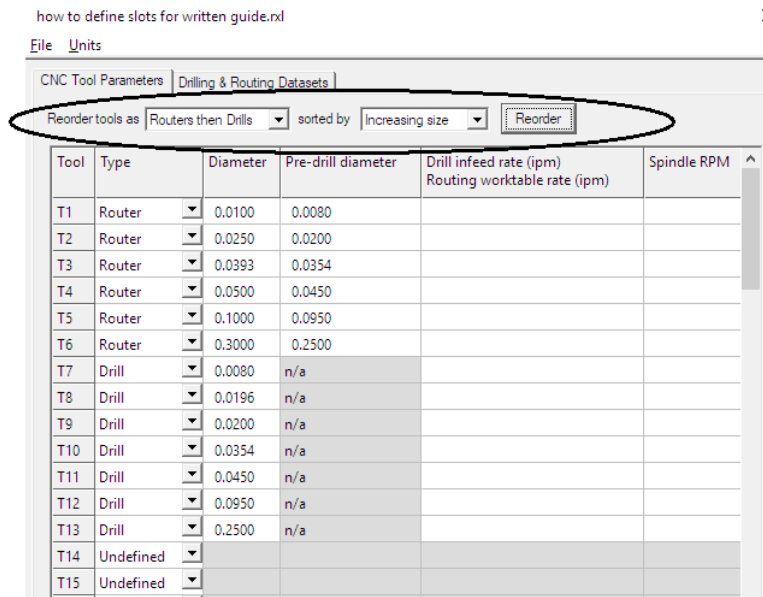 how to define slots for written guide.rxl
File Units
CNC Tool Parameters Drilling & Routing Datasets
Reorder tools as Routers then Drills sorted by Increasing size Reorder
Tool Type Diameter Pre-drill diameter Drill infeed rate (ipm) Spindle RPM
Routing worktable rate (ipm)
T1 Router 0.0100 0.0080
T2 Router 0.0250 0.0200
T3 Router 0.0393 0.0354
T4 Router 0.0500 0.0450
T5 Router 0.1000 0.0950
T6 Router 0.3000 0.2500
T7 Drill 0.0080 n/a
T8 Drill 0.0196 n/a
T9 Drill 0.0200 n/a
T10 Drill 0.0354 n/a
T11 Drill 0.0450 n/a
T12 Drill 0.0950 n/a
T13 Drill 0.2500 n/a
T14 Undefined
T15 Undefined